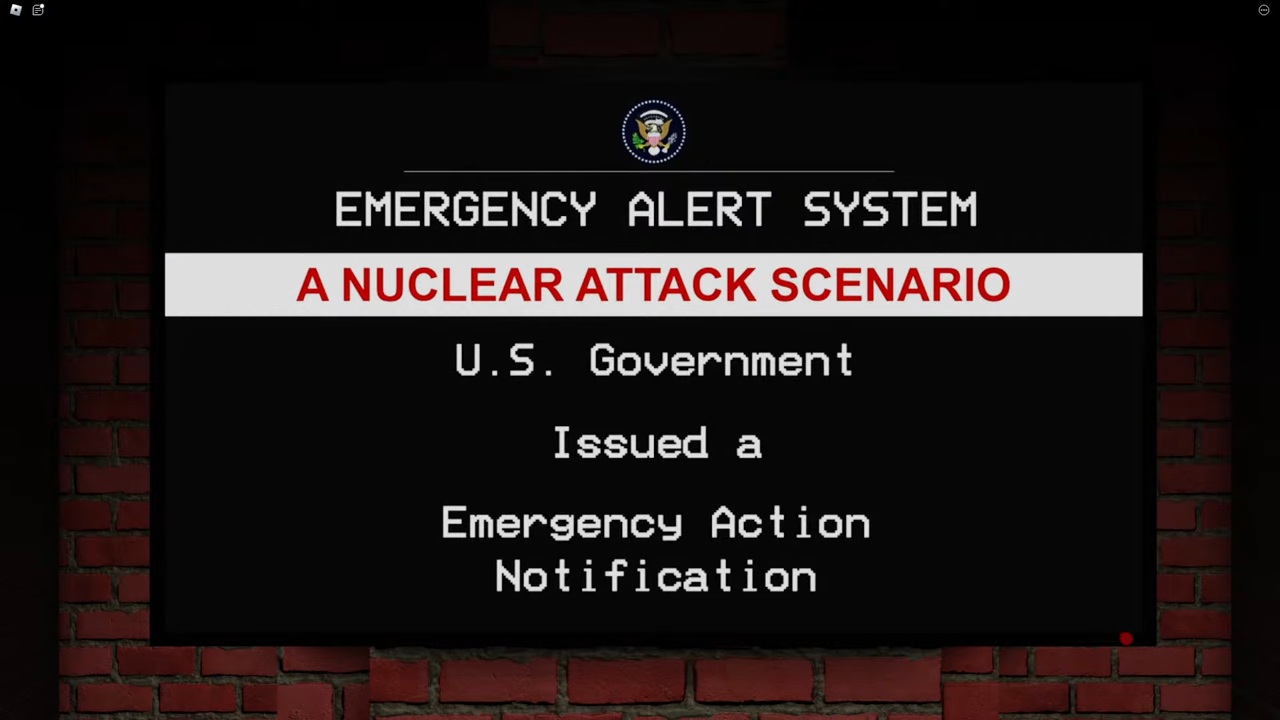 EMERGENCY ALERT SYSTEM
A NUCLEAR ATTACK SCENARIO
U.S. Government
Issued a
Emergency Action
Notification